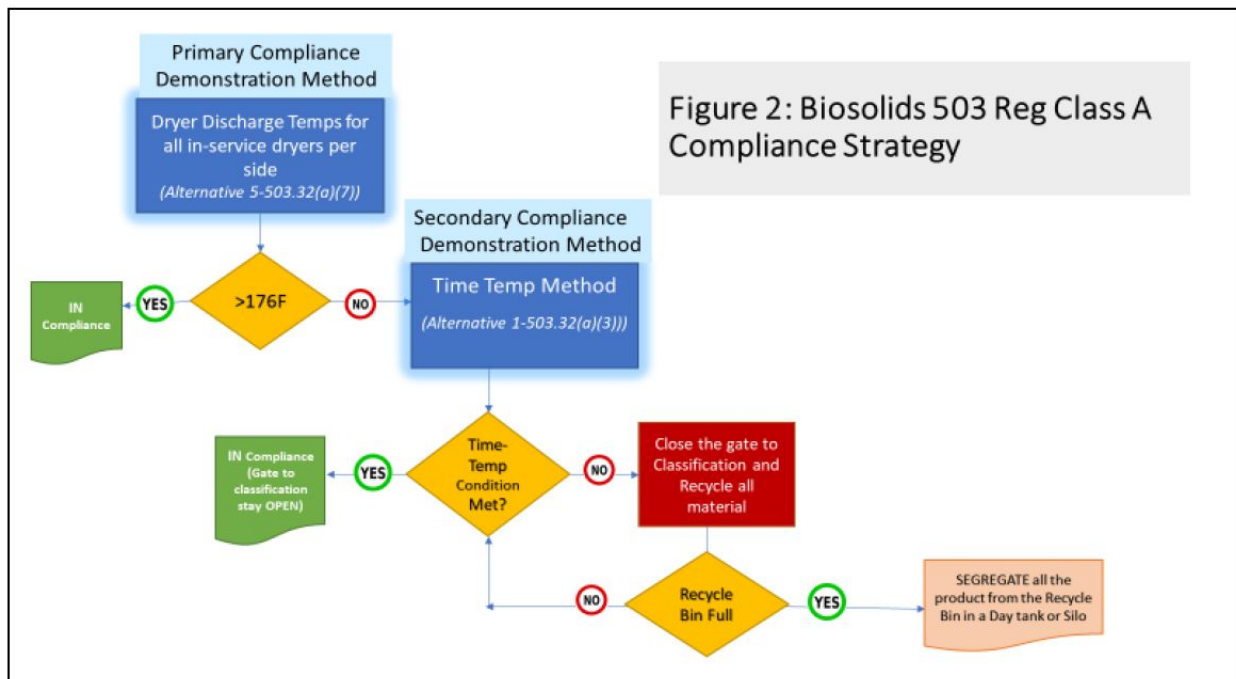 Primary Compliance
Demonstration Method
Dryer Discharge Temps for
all in-service dryers per
side
(Alternative 5-503.32(a)(7))
Figure 2: Biosolids 503 Reg Class A
Compliance Strategy
Secondary Compliance
Demonstration Method
Time Temp Method
(Alternative 1-503.32(a)(3)))
IN
Compliance
YES
>176F
NO
IN Compliance
(Gate to
classification
stay OPEN)
YES
Time-
Temp
Condition
Met?
NO
Close the gate to
Classification and
Recycle all
material
NO
Recycle
Bin Full
YES
SEGREGATE all the
product from the Recycle
Bin in a Day tank or Silo